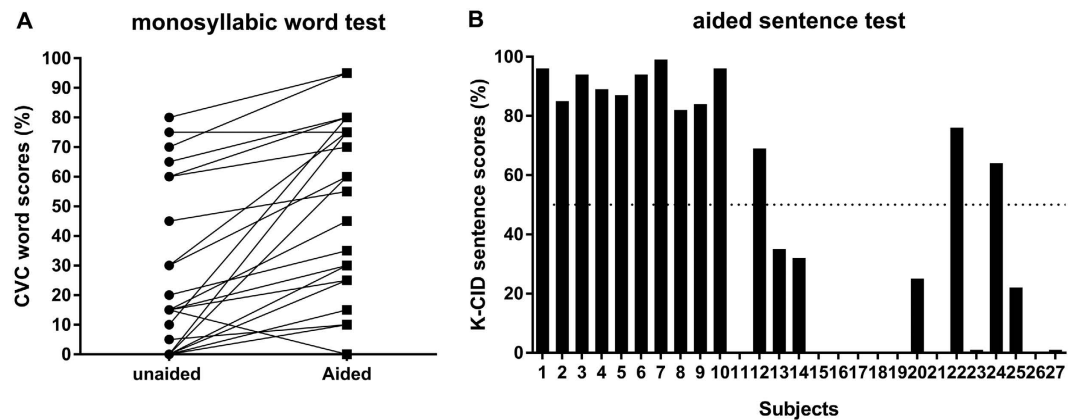 A monosyllabic word test
CVC word scores (%)
100
90
80
70
60
50
40
30
20
10
0
unaided Aided
B aided sentence test
K-CID sentence scores (%)
100
80
60
40
20
0
1 2 3 4 5 6 7 8 9 10 11 12 13 14 15 16 17 18 19 20 21 22 23 24 25 26 27
Subjects